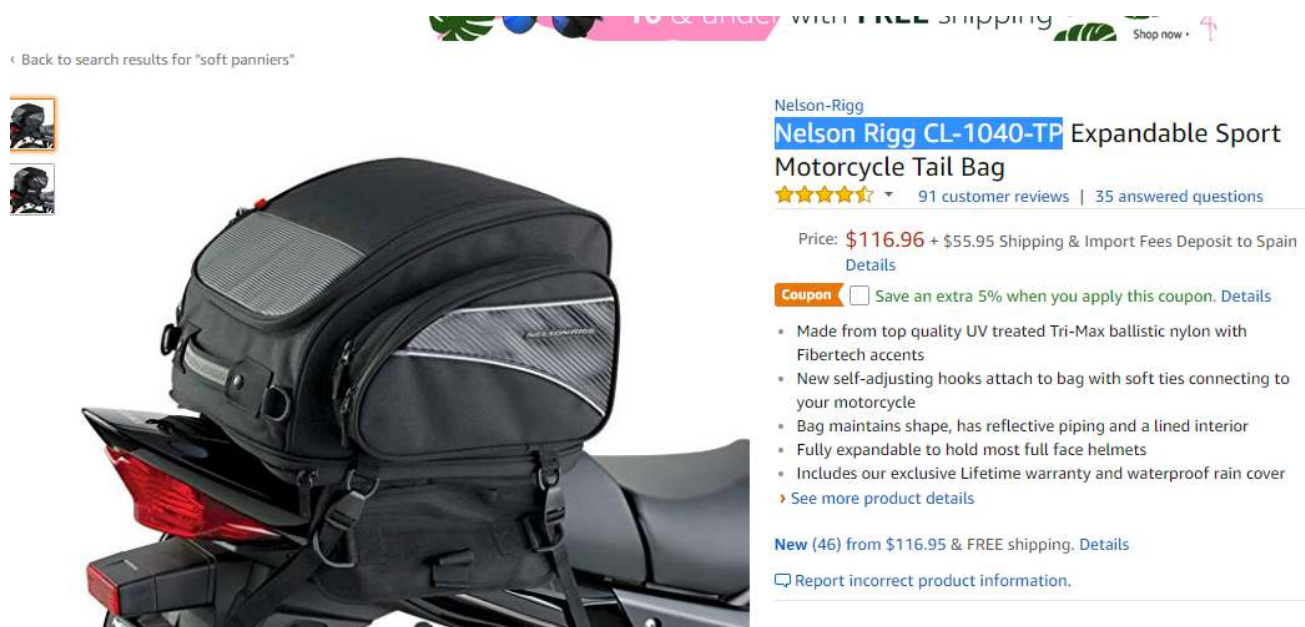 10 & under with FREE shipping
Shop now ›
‹ Back to search results for "soft panniers"
Nelson-Rigg
Nelson Rigg CL-1040-TP Expandable Sport
Motorcycle Tail Bag
91 customer reviews | 35 answered questions
Price: $116.96 + $55.95 Shipping & Import Fees Deposit to Spain
Details
Coupon Save an extra 5% when you apply this coupon. Details
• Made from top quality UV treated Tri-Max ballistic nylon with
Fibertech accents
• New self-adjusting hooks attach to bag with soft ties connecting to
your motorcycle
• Bag maintains shape, has reflective piping and a lined interior
• Fully expandable to hold most full face helmets
• Includes our exclusive Lifetime warranty and waterproof rain cover
› See more product details
New (46) from $116.95 & FREE shipping. Details
Report incorrect product information.
NELSON-RIGG